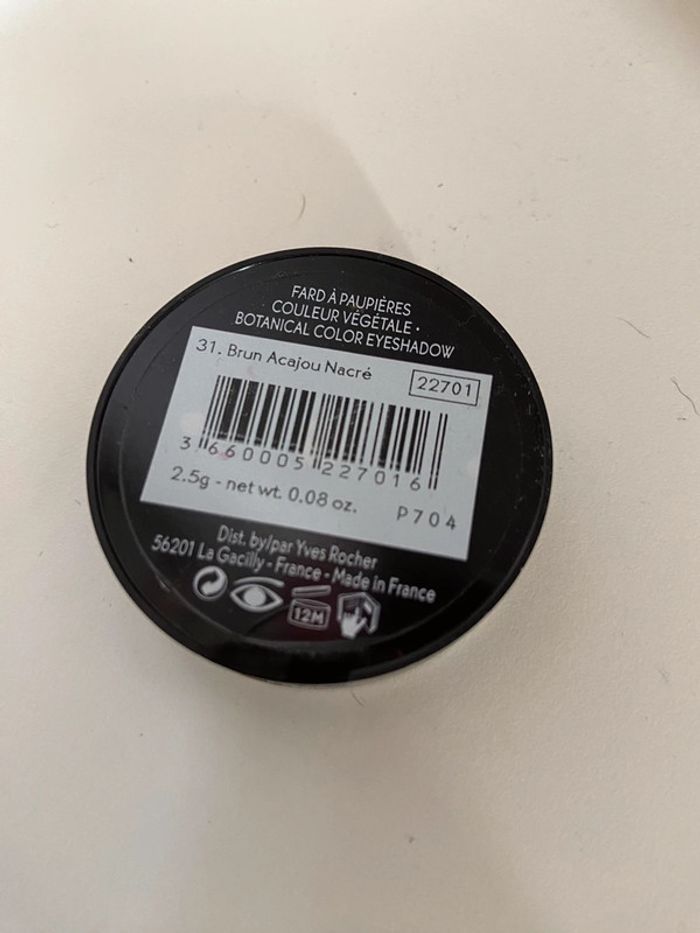 FARD À PAUPIÈRES
COULEUR VÉGÉTALE •
BOTANICAL COLOR EYESHADOW
31. Brun Acajou Nacré
22701
3 660005 227016
2.5g - net wt. 0.08 oz.
P704
Dist. by/par Yves Rocher
56201 La Gacilly - France - Made in France
12M